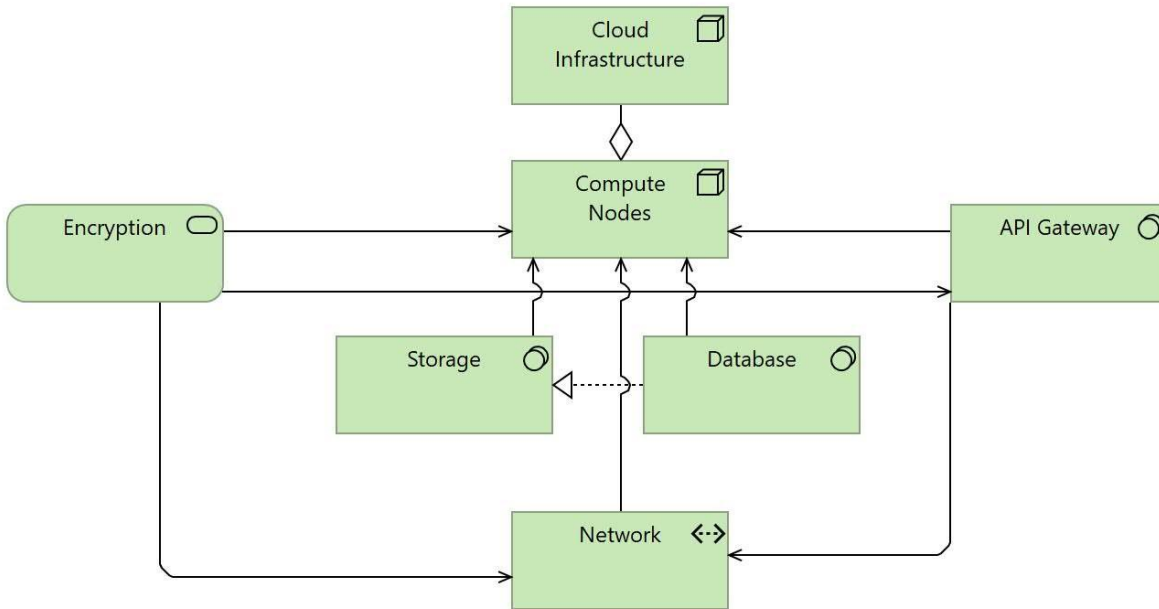 Cloud
Infrastructure
Compute
Nodes
Encryption
API Gateway
Storage
Database
Network